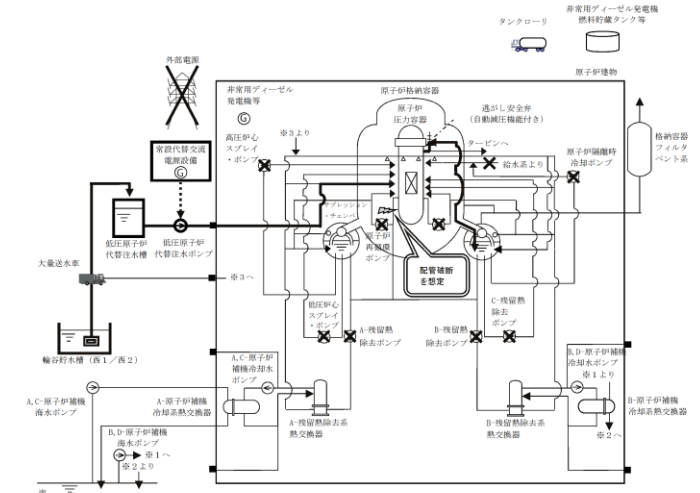 タンクローリ
非常用ディーゼル発電機
燃料貯蔵タンク等
外部電源
原子炉建物
非常用ディーゼル
発電機等
G
原子炉格納容器
原子炉
圧力容器
逃がし安全弁
(自動減圧機能付き)
高圧炉心
スプレイ
・ポンプ
※3より
タービンへ
給水系より
原子炉隔離時
冷却ポンプ
格納容器
フィルタ
ベント系
常設代替交流
電源設備
G
サプレッション
・チェンバ
低圧原子炉
代替注水槽
低圧原子炉
代替注水ポンプ
原子炉
再循環
ポンプ
配管破断
を想定
大量送水車
※3へ
輪谷貯水槽(西1/西2)
低圧炉心
スプレイ
・ポンプ
A-残留熱
除去ポンプ
B-残留熱
除去ポンプ
C-残留熱
除去
ポンプ
A,C-原子炉
補機冷却水
ポンプ
B,D-原子炉補機
冷却水ポンプ
※1より
A,C-原子炉補機
海水ポンプ
A-原子炉補機
冷却系熱交換器
A-残留熱除去系
熱交換器
B-残留熱除去系
熱交換器
B-原子炉補機
冷却系熱交換器
※2へ
B,D-原子炉補機
海水ポンプ
※1へ
※2より
海